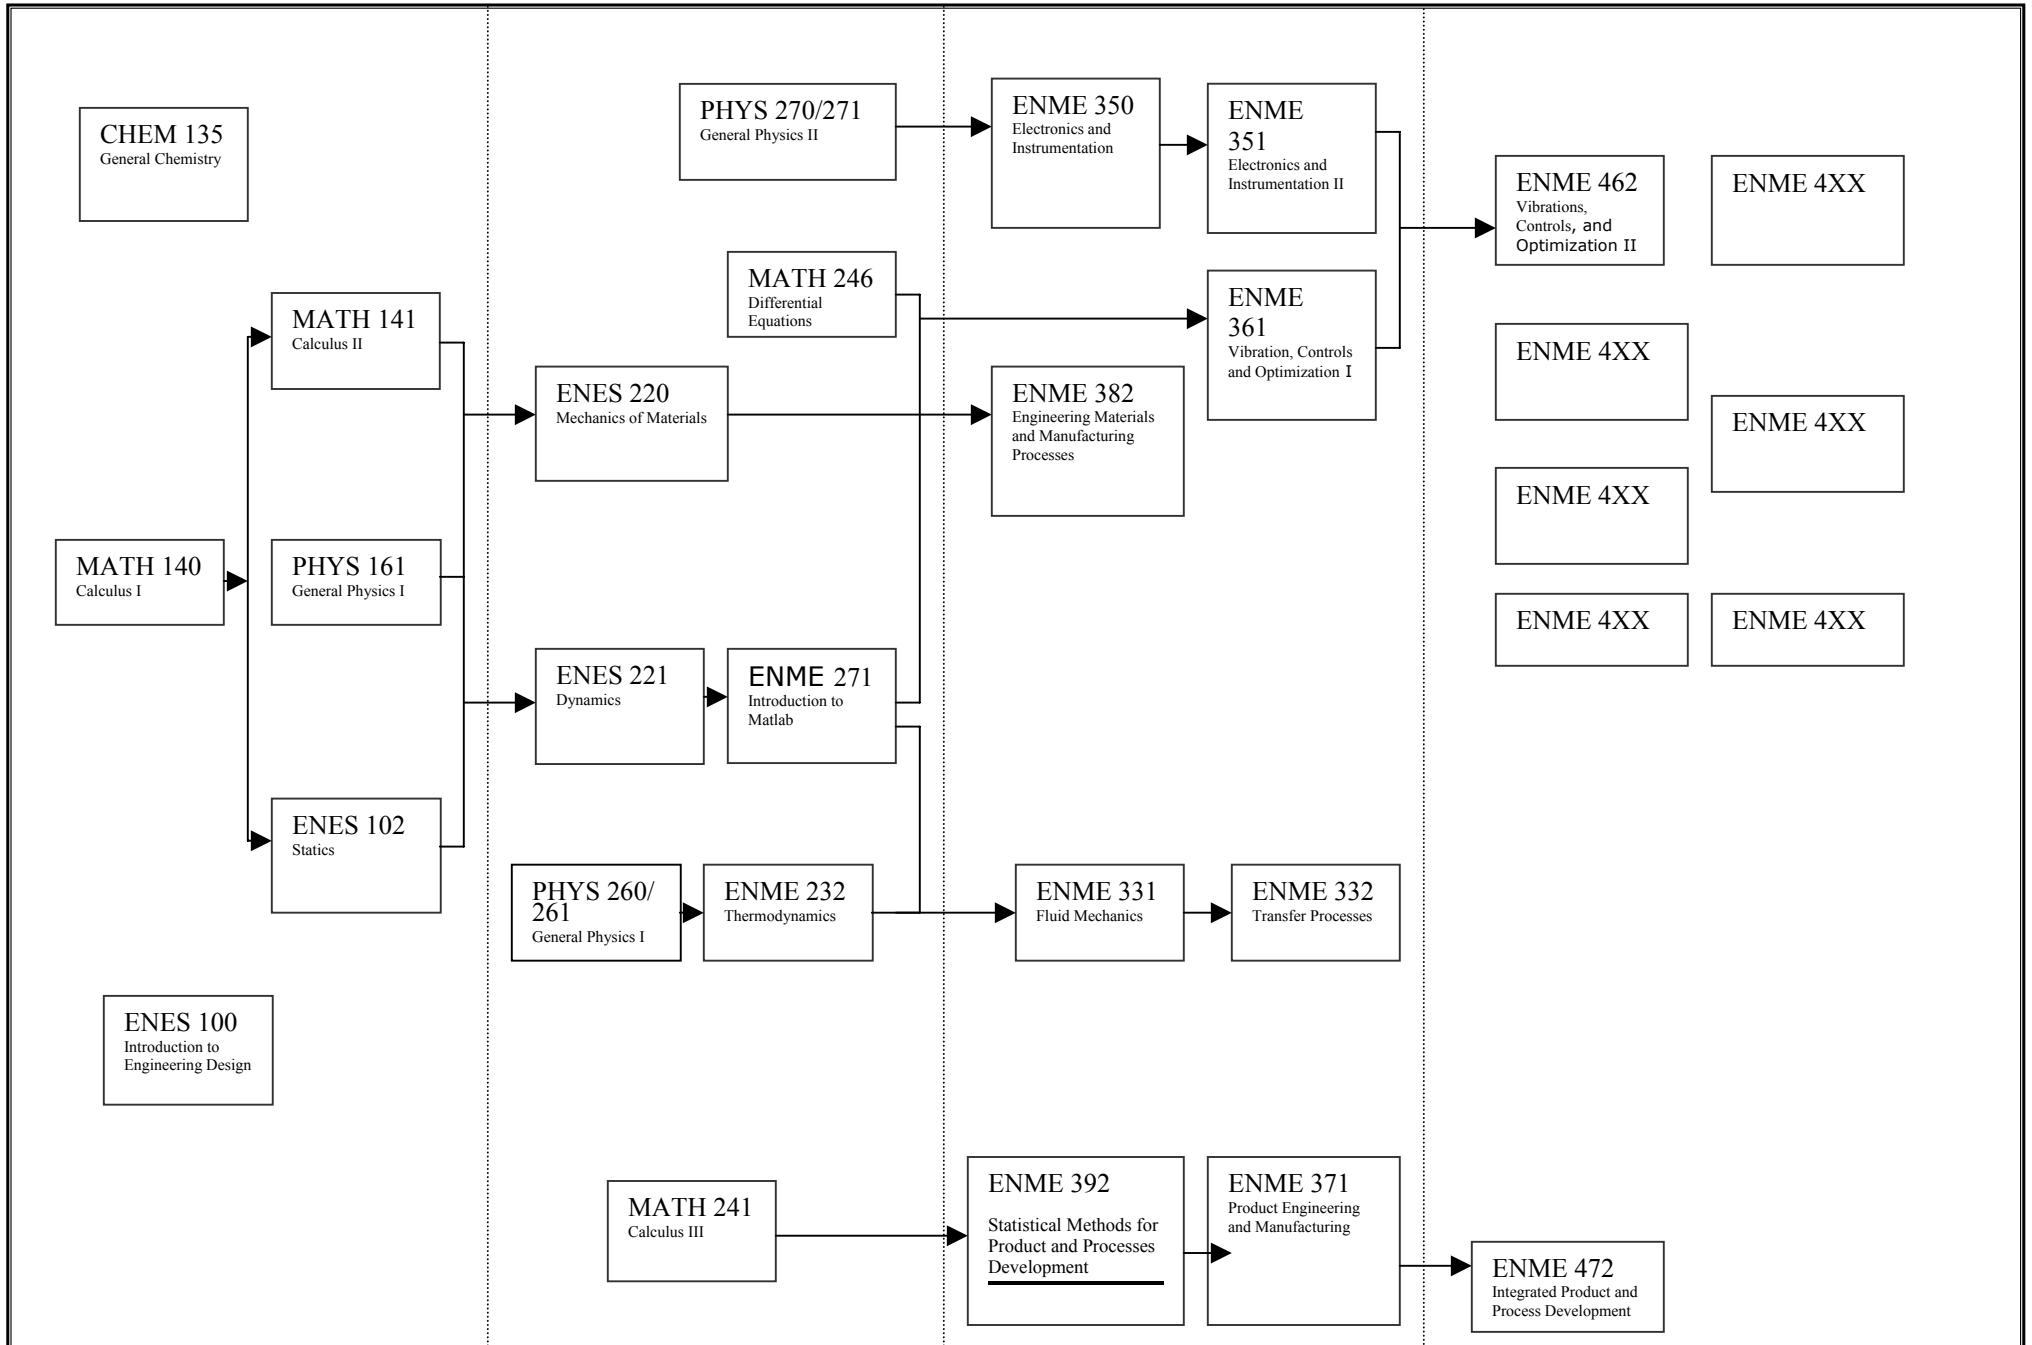 CHEM 135
General Chemistry
MATH 141
Calculus II
MATH 140
Calculus I
PHYS 161
General Physics I
ENES 102
Statics
ENES 100
Introduction to
Engineering Design
PHYS 270/271
General Physics II
MATH 246
Differential
Equations
ENES 220
Mechanics of Materials
ENES 221
Dynamics
ENME 271
Introduction to
Matlab
PHYS 260/
261
General Physics I
ENME 232
Thermodynamics
MATH 241
Calculus III
ENME 350
Electronics and
Instrumentation
ENME
351
Electronics and
Instrumentation II
ENME
361
Vibration, Controls
and Optimization I
ENME 382
Engineering Materials
and Manufacturing
Processes
ENME 331
Fluid Mechanics
ENME 332
Transfer Processes
ENME 392
Statistical Methods for
Product and Processes
Development
ENME 371
Product Engineering
and Manufacturing
ENME 462
Vibrations,
Controls, and
Optimization II
ENME 4XX
ENME 4XX
ENME 4XX
ENME 4XX
ENME 4XX
ENME 4XX
ENME 472
Integrated Product and
Process Development